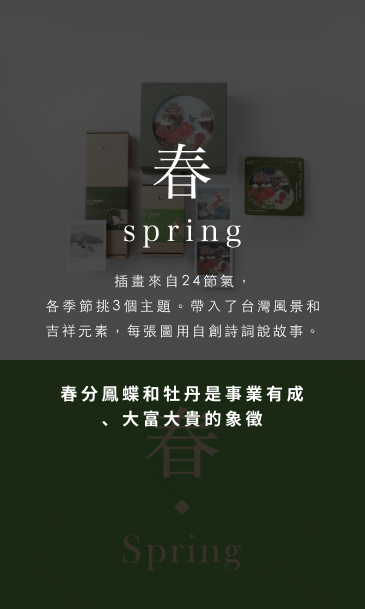 春
spring
插畫來自24節氣，
各季節挑3個主題。帶入了台灣風景和
吉祥元素，每張圖用自創詩詞說故事。
春分鳳蝶和牡丹是事業有成
、大富大貴的象徵
春
Spring